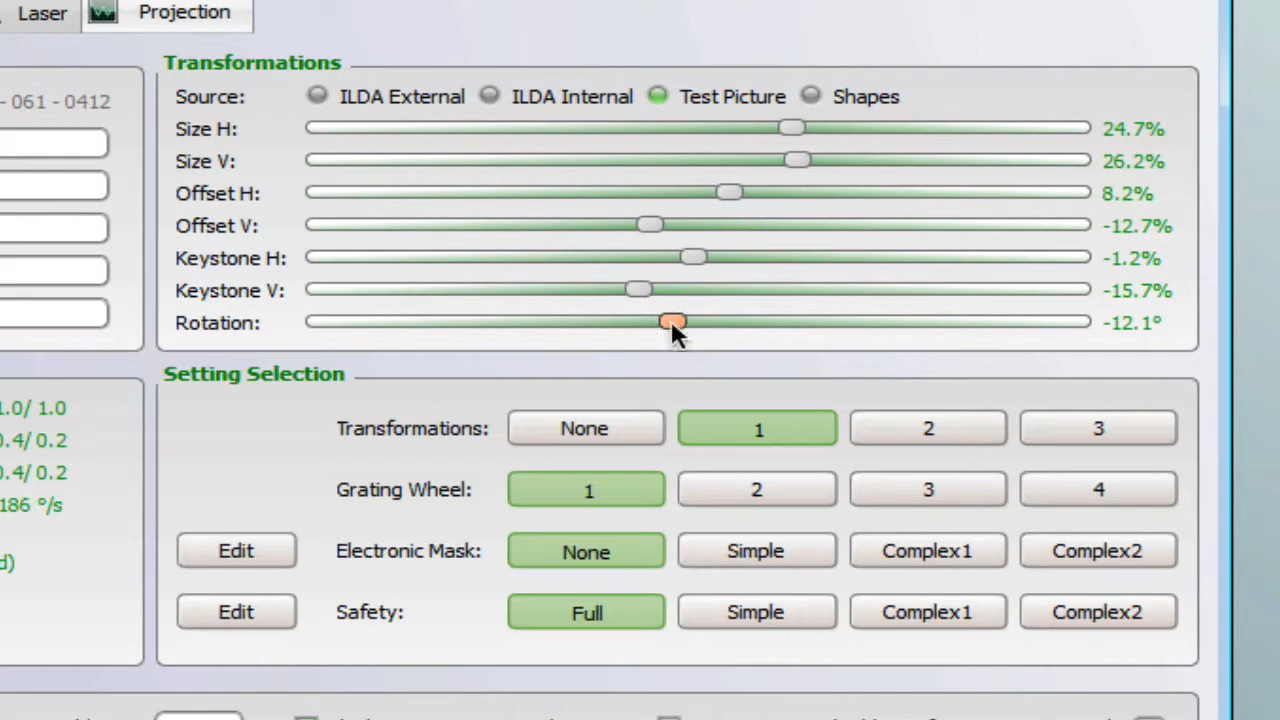 Laser Projection
Transformations
- 061 - 0412
Source: ILDA External ILDA Internal Test Picture Shapes
Size H: 24.7%
Size V: 26.2%
Offset H: 8.2%
Offset V: -12.7%
Keystone H: -1.2%
Keystone V: -15.7%
Rotation: -12.1°
Setting Selection
1.0/ 1.0
0.4/ 0.2
0.4/ 0.2
186 °/s
d)
Transformations: None 1 2 3
Grating Wheel: 1 2 3 4
Edit Electronic Mask: None Simple Complex1 Complex2
Edit Safety: Full Simple Complex1 Complex2